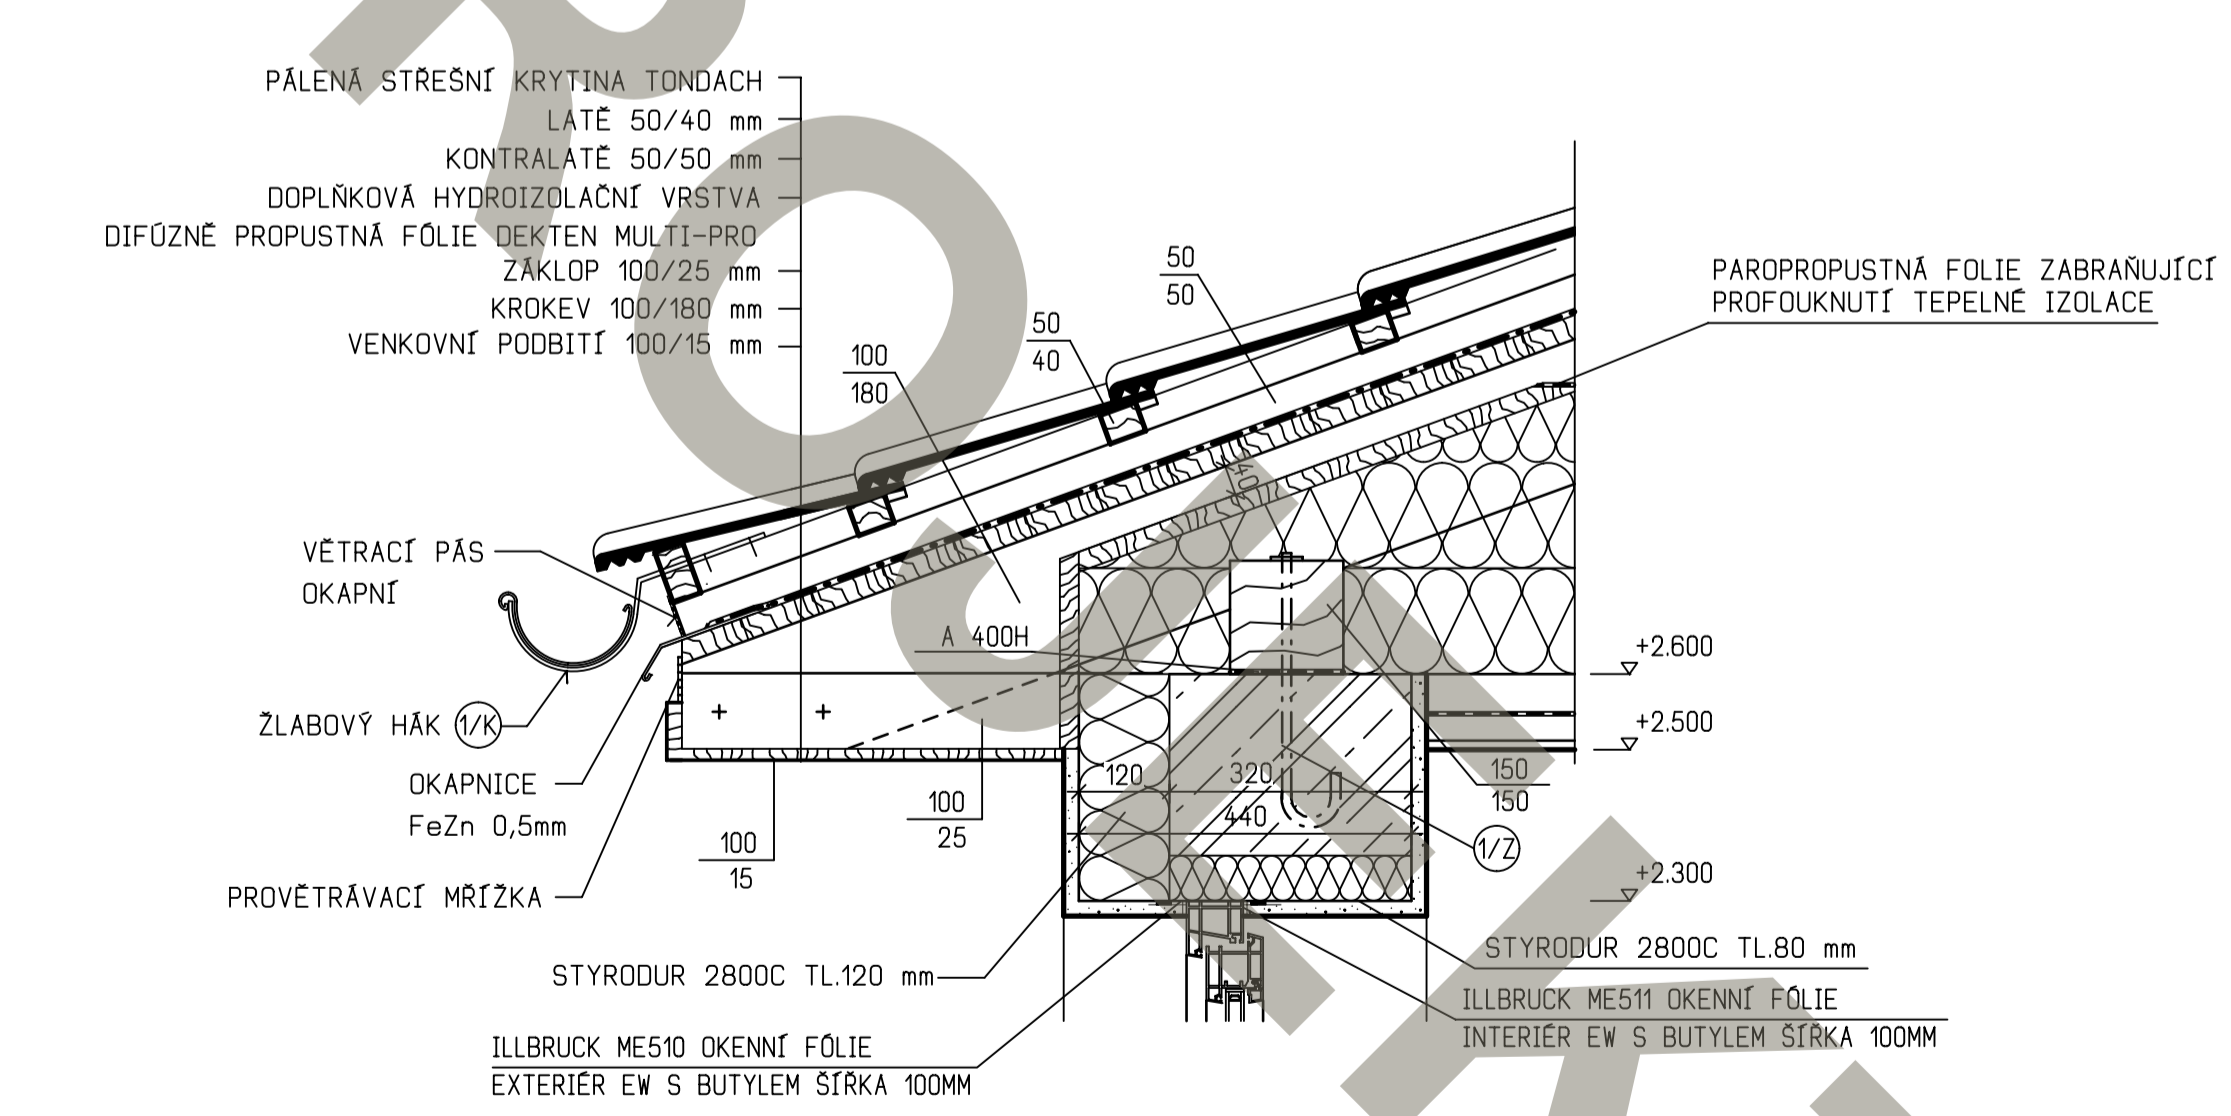 PÁLENÁ STŘEŠNÍ KRYTINA TONDACH
LATĚ 50/40 mm
KONTRALATĚ 50/50 mm
DOPLŇKOVÁ HYDROIZOLAČNÍ VRSTVA
DIFÚZNĚ PROPUSTNÁ FÓLIE DEKTEN MULTI-PRO
ZÁKLOP 100/25 mm
KROKEV 100/180 mm
VENKOVNÍ PODBITÍ 100/15 mm
50
50
50
40
100
180
PAROPROPUSTNÁ FOLIE ZABRAŇUJÍCÍ
PROFOUKNUTÍ TEPELNÉ IZOLACE
40
VĚTRACÍ PÁS
OKAPNÍ
A 400H
+2.600
ŽLABOVÝ HÁK 1/K
+2.500
OKAPNICE
FeZn 0,5mm
120
320
440
150
150
100
25
100
15
1/Z
+2.300
PROVĚTRÁVACÍ MŘÍŽKA
STYRODUR 2800C TL.120 mm
STYRODUR 2800C TL.80 mm
ILLBRUCK ME511 OKENNÍ FÓLIE
INTERIÉR EW S BUTYLEM ŠÍŘKA 100MM
ILLBRUCK ME510 OKENNÍ FÓLIE
EXTERIÉR EW S BUTYLEM ŠÍŘKA 100MM